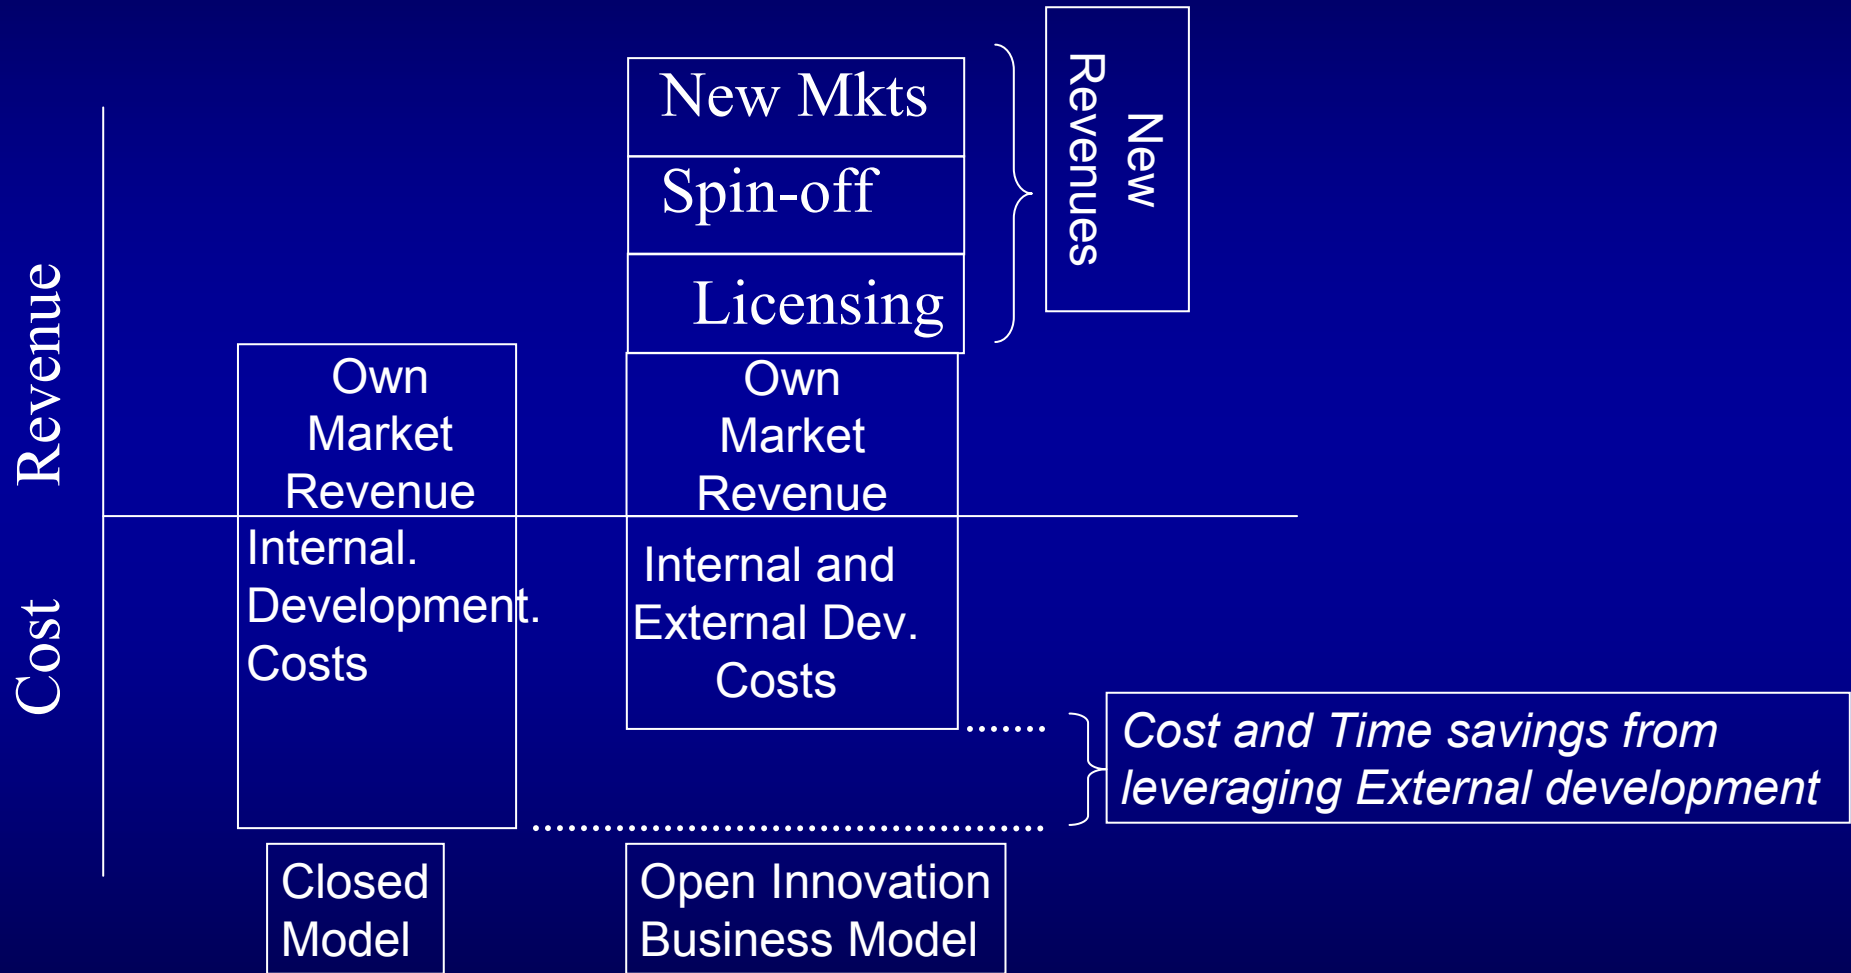 New Mkts
Spin-off
Licensing
New
Revenues
Revenue
Cost
Own
Market
Revenue
Internal.
Development.
Costs
Own
Market
Revenue
Internal and
External Dev.
Costs
Cost and Time savings from
leveraging External development
Closed
Model
Open Innovation
Business Model